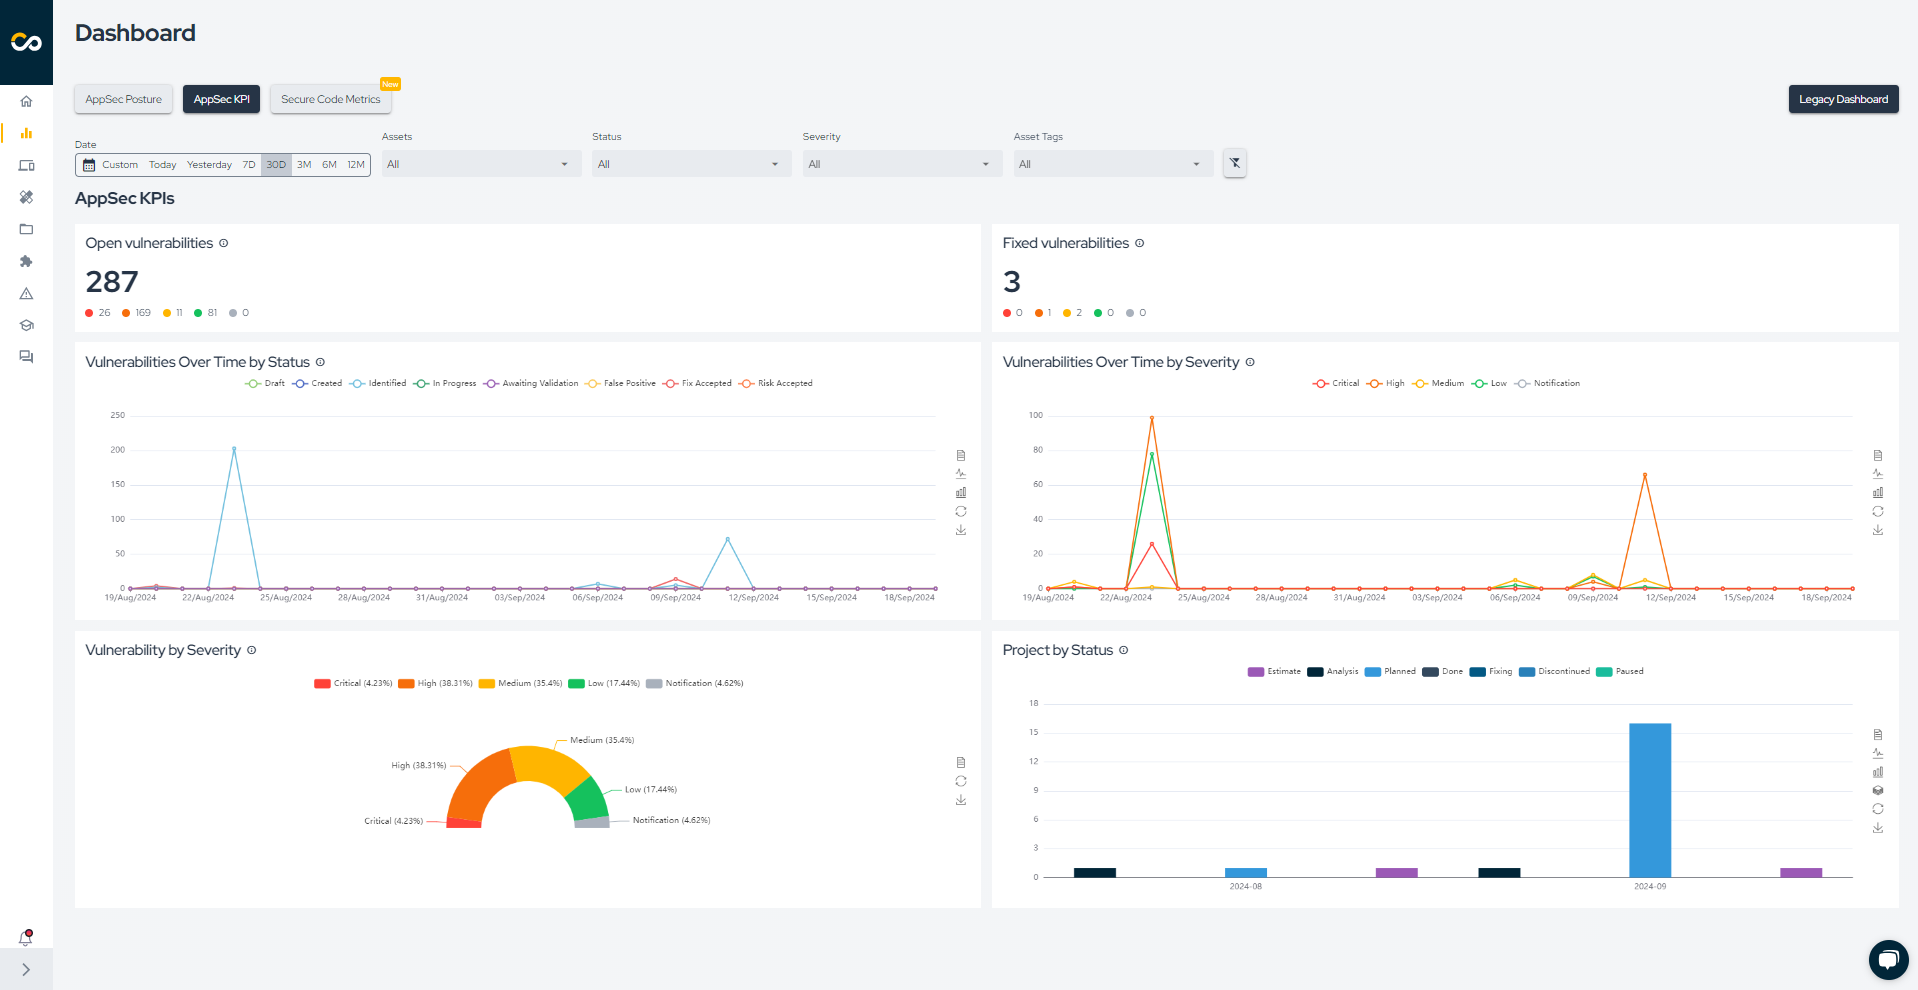 Dashboard
AppSec Posture
AppSec KPI
Secure Code Metrics
New
Legacy Dashboard
Date
Custom Today Yesterday 7D 30D 3M 6M 12M
Assets
All
Status
All
Severity
All
Asset Tags
All
AppSec KPIs
Open vulnerabilities
287
26 169 11 81 0
Fixed vulnerabilities
3
0 1 2 0 0
Vulnerabilities Over Time by Status
Draft Created Identified In Progress Awaiting Validation False Positive Fix Accepted Risk Accepted
250
200
150
100
50
0
19/Aug/2024 22/Aug/2024 25/Aug/2024 28/Aug/2024 31/Aug/2024 03/Sep/2024 06/Sep/2024 09/Sep/2024 12/Sep/2024 15/Sep/2024 18/Sep/2024
Vulnerabilities Over Time by Severity
Critical High Medium Low Notification
100
80
60
40
20
0
19/Aug/2024 22/Aug/2024 25/Aug/2024 28/Aug/2024 31/Aug/2024 03/Sep/2024 06/Sep/2024 09/Sep/2024 12/Sep/2024 15/Sep/2024 18/Sep/2024
Vulnerability by Severity
Critical (4.23%) High (38.31%) Medium (35.4%) Low (17.44%) Notification (4.62%)
Medium (35.4%)
High (38.31%)
Low (17.44%)
Critical (4.23%)
Notification (4.62%)
Project by Status
Estimate Analysis Planned Done Fixing Discontinued Paused
18
15
12
9
6
3
0
2024-08 2024-09